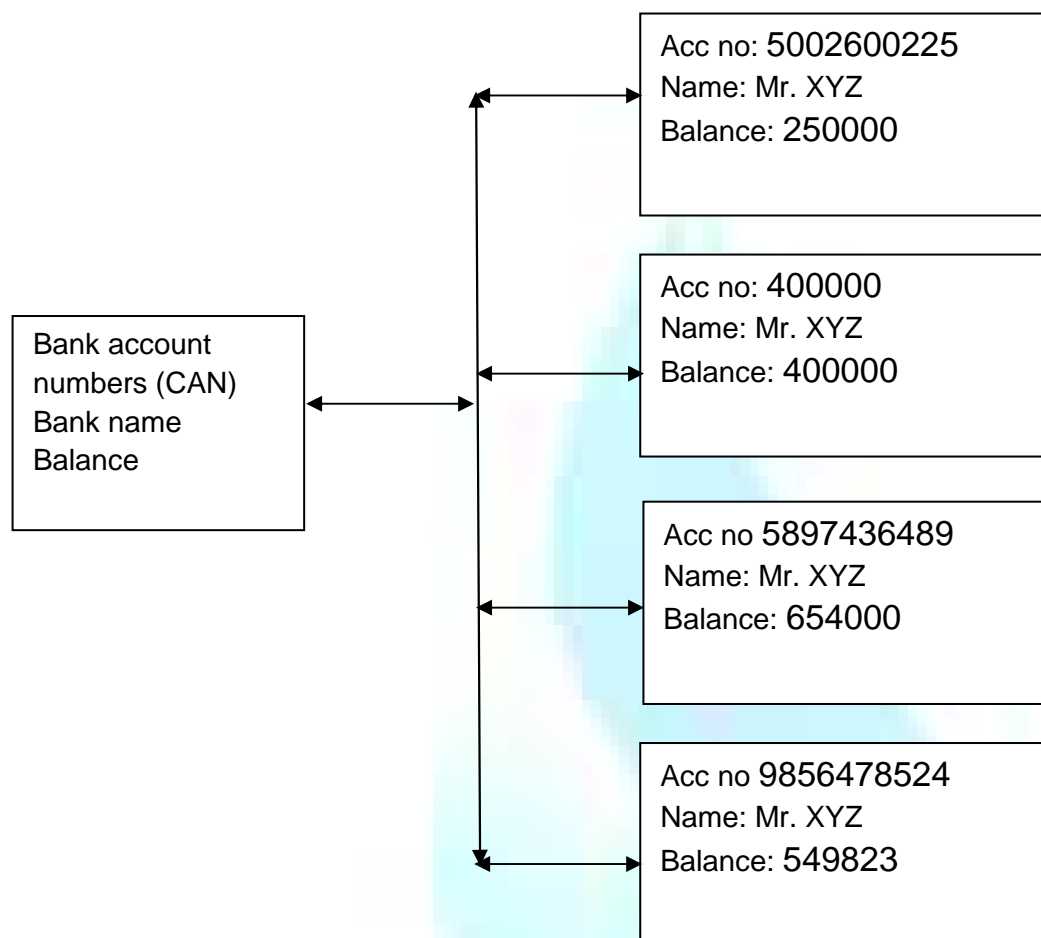 Acc no: 5002600225
Name: Mr. XYZ
Balance: 250000
Acc no: 400000
Name: Mr. XYZ
Balance: 400000
Bank account
numbers (CAN)
Bank name
Balance
Acc no 5897436489
Name: Mr. XYZ
Balance: 654000
Acc no 9856478524
Name: Mr. XYZ
Balance: 549823